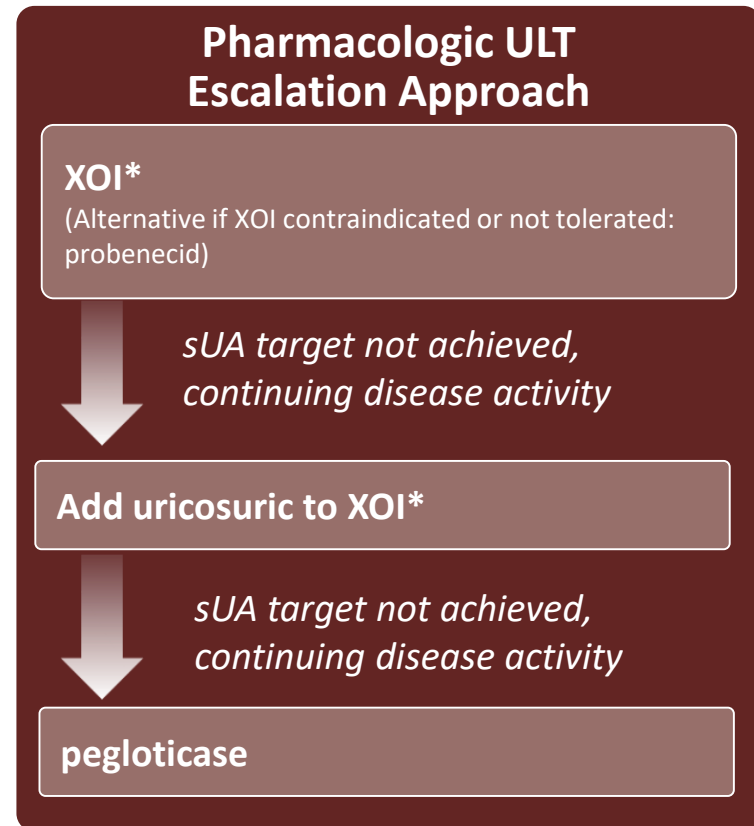 Pharmacologic ULT
Escalation Approach
XOI*
(Alternative if XOI contraindicated or not tolerated:
probenecid)
sUA target not achieved,
continuing disease activity
Add uricosuric to XOI*
sUA target not achieved,
continuing disease activity
pegloticase